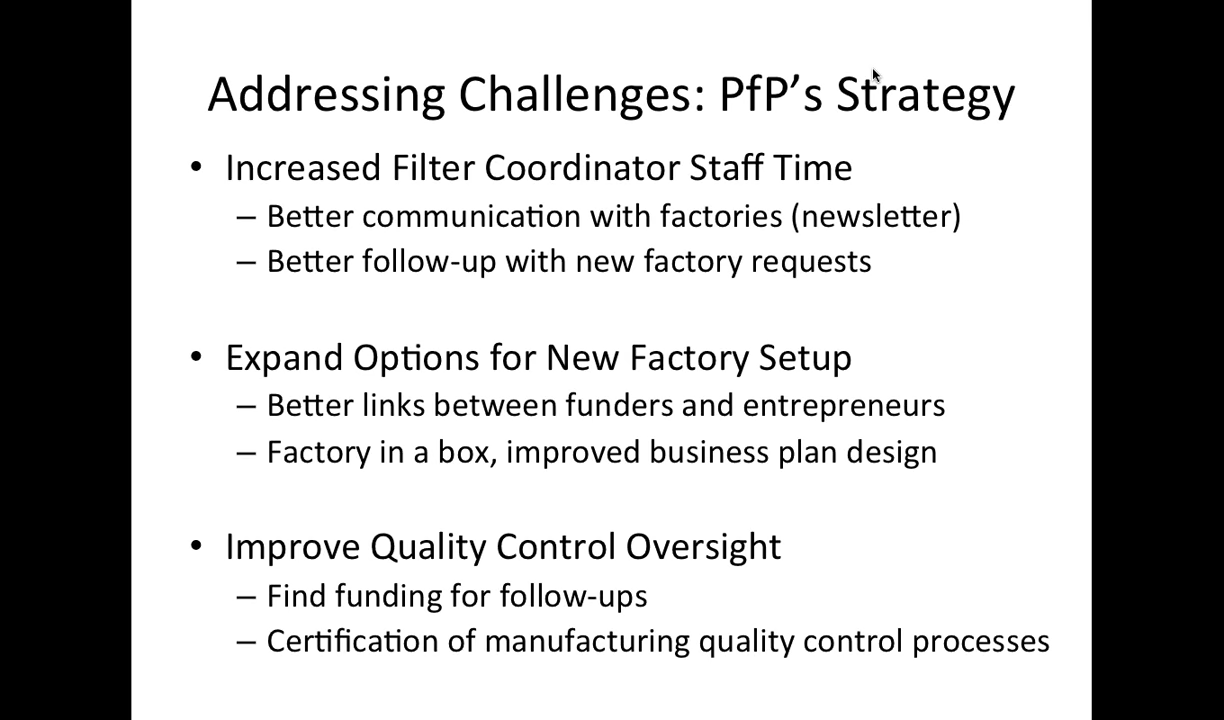 Addressing Challenges: PfP’s Strategy
• Increased Filter Coordinator Staff Time
– Better communication with factories (newsletter)
– Better follow-up with new factory requests
• Expand Options for New Factory Setup
– Better links between funders and entrepreneurs
– Factory in a box, improved business plan design
• Improve Quality Control Oversight
– Find funding for follow-ups
– Certification of manufacturing quality control processes